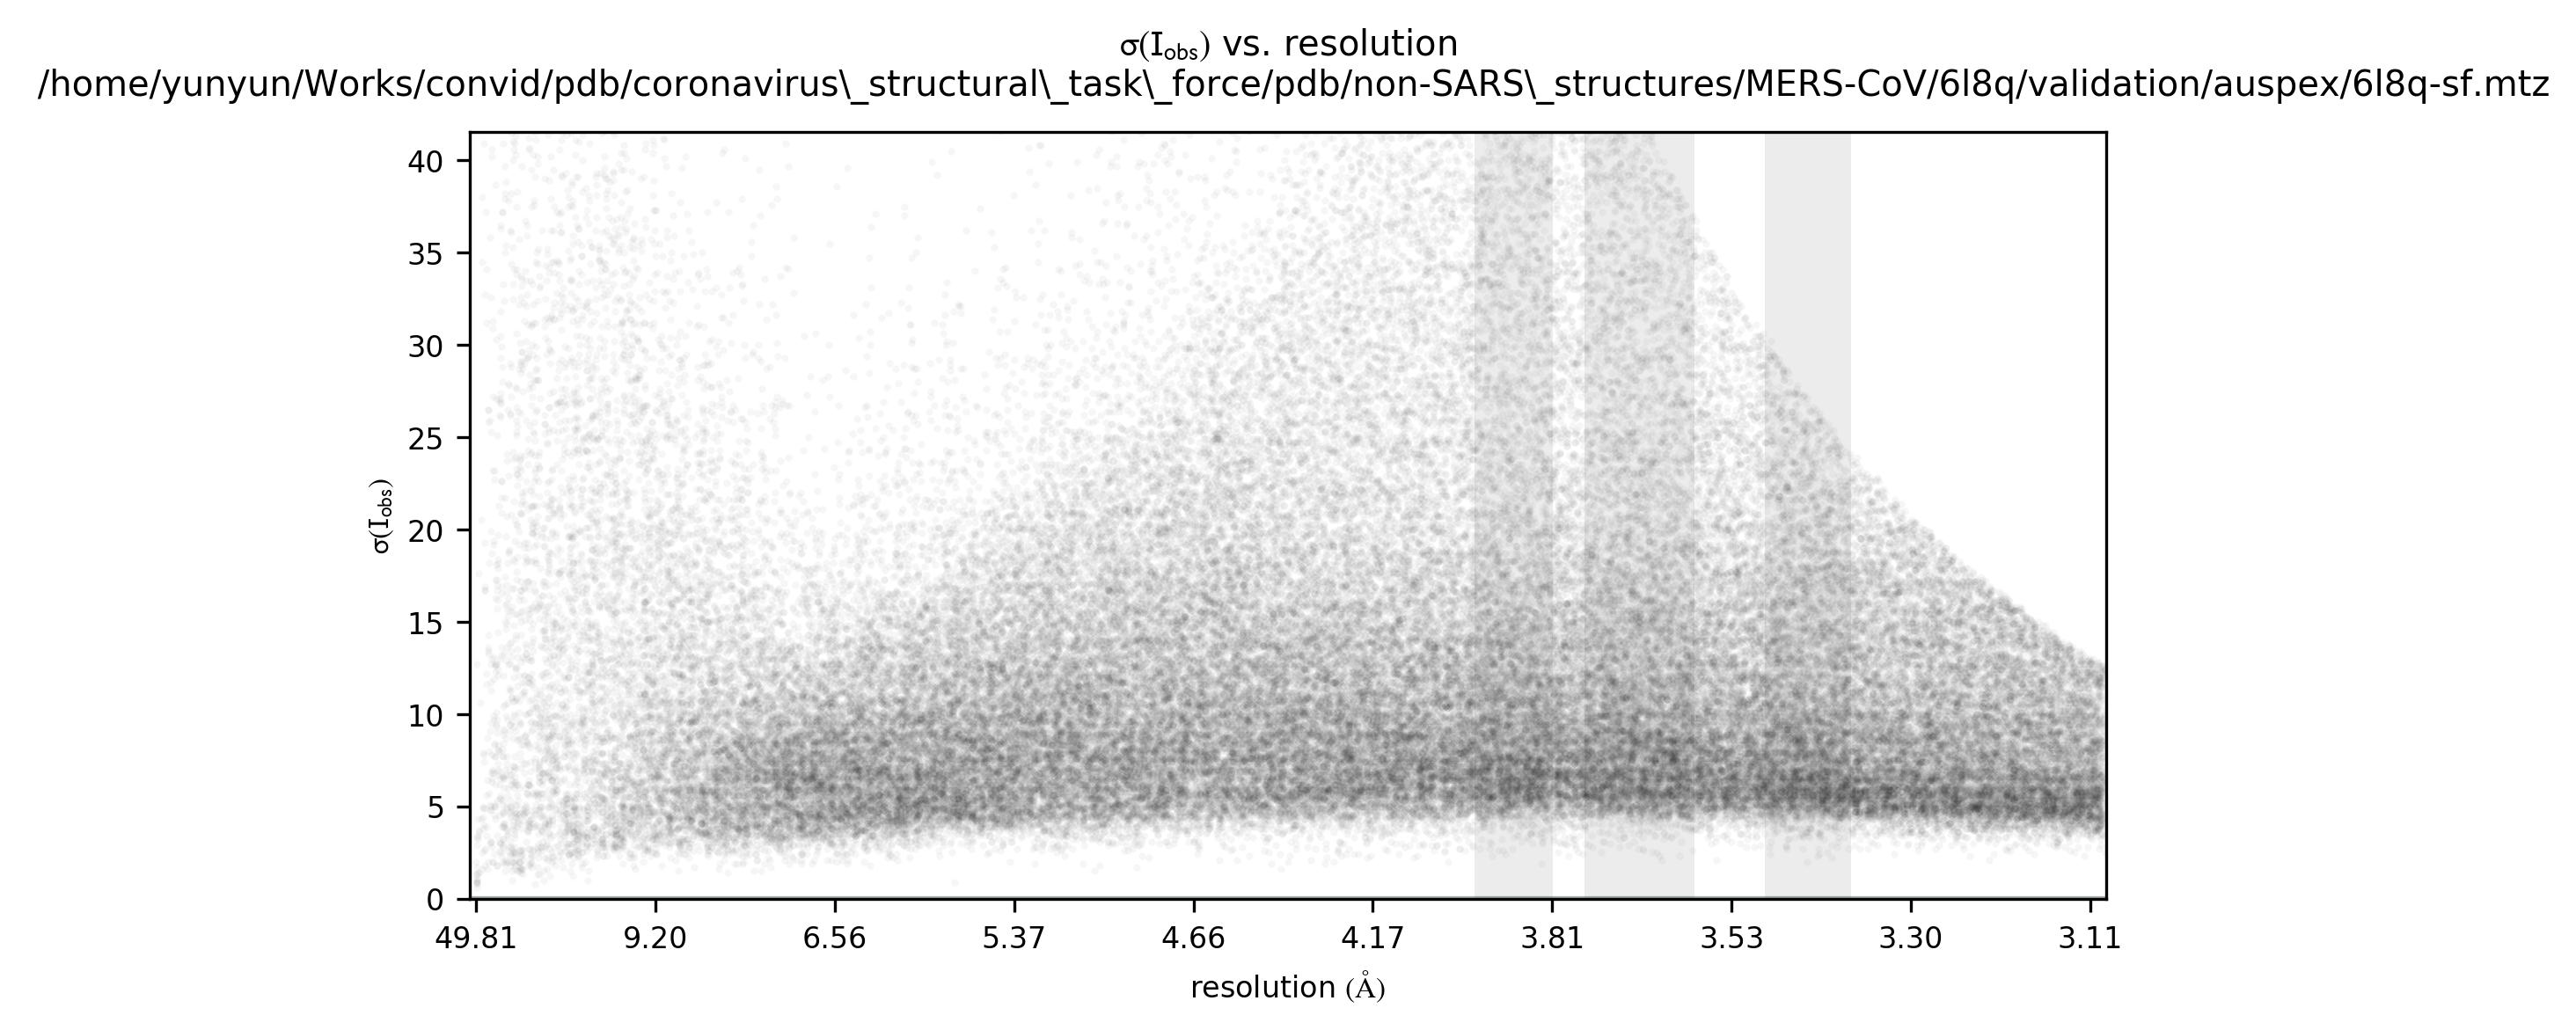 σ(I_obs) vs. resolution
/home/yunyun/Works/convid/pdb/coronavirus\_structural\_task\_force/pdb/non-SARS\_structures/MERS-CoV/6l8q/validation/auspex/6l8q-sf.mtz
40
35
30
25
20
15
10
5
0
σ(I_obs)
49.81 9.20 6.56 5.37 4.66 4.17 3.81 3.53 3.30 3.11
resolution (Å)